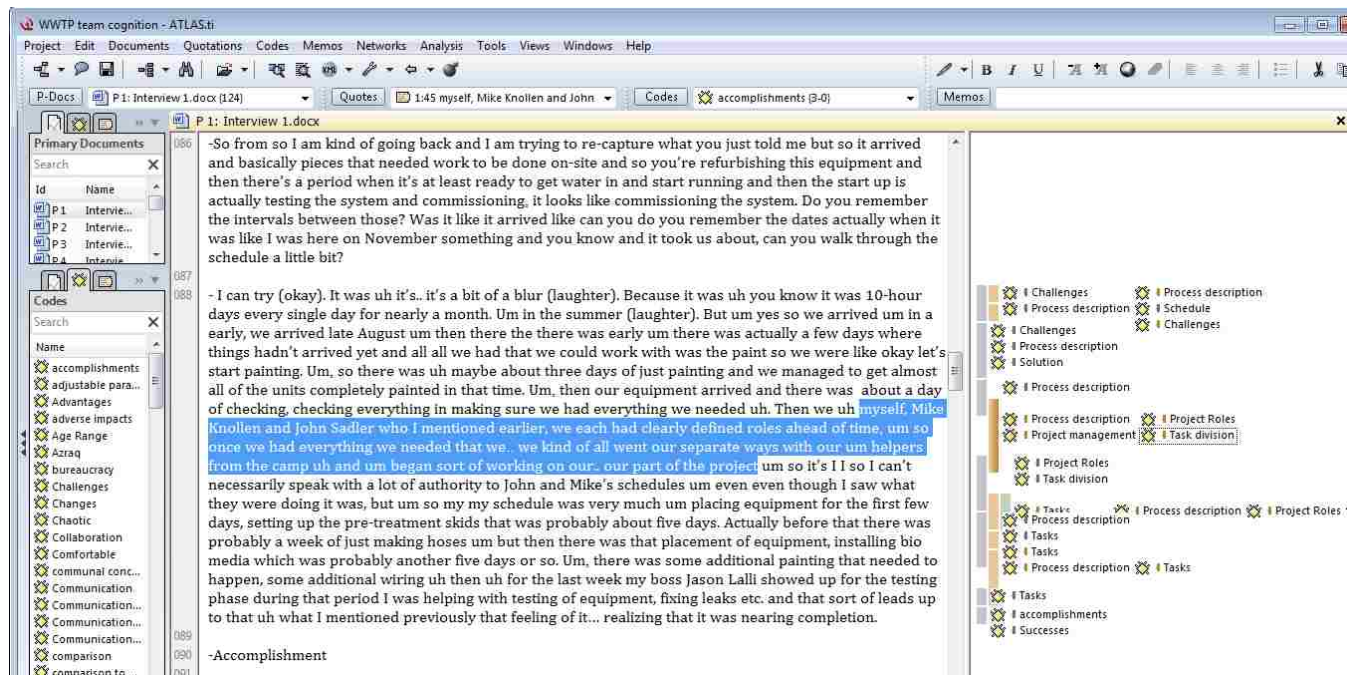 WWTP team cognition - ATLAS.ti
Project Edit Documents Quotations Codes Memos Networks Analysis Tools Views Windows Help
B I U A A
P-Docs P 1: Interview 1.docx (124) Quotes 1:45 myself, Mike Knollen and John Codes accomplishments {3-0} Memos
P 1: Interview 1.docx
Primary Documents
Search
Id Name
P 1 Intervie...
P 2 Intervie...
P 3 Intervie...
P 4 Intervie...
Codes
Search
Name
accomplishments
adjustable para...
Advantages
adverse impacts
Age Range
Azraq
bureaucracy
Challenges
Changes
Chaotic
Collaboration
Comfortable
communal conc...
Communication
Communication...
Communication...
Communication...
comparison
comparison to
086
-So from so I am kind of going back and I am trying to re-capture what you just told me but so it arrived
and basically pieces that needed work to be done on-site and so you're refurbishing this equipment and
then there's a period when it's at least ready to get water in and start running and then the start up is
actually testing the system and commissioning, it looks like commissioning the system. Do you remember
the intervals between those? Was it like it arrived like can you do you remember the dates actually when it
was like I was here on November something and you know and it took us about, can you walk through the
schedule a little bit?
087
088
- I can try (okay). It was uh it's.. it's a bit of a blur (laughter). Because it was uh you know it was 10-hour
days every single day for nearly a month. Um in the summer (laughter). But um yes so we arrived um in a
early, we arrived late August um then there the there was early um there was actually a few days where
things hadn't arrived yet and all all we had that we could work with was the paint so we were like okay let's
start painting. Um, so there was uh maybe about three days of just painting and we managed to get almost
all of the units completely painted in that time. Um, then our equipment arrived and there was about a day
of checking, checking everything in making sure we had everything we needed uh. Then we uh myself, Mike
Knollen and John Sadler who I mentioned earlier, we each had clearly defined roles ahead of time, um so
once we had everything we needed that we.. we kind of all went our separate ways with our um helpers
from the camp uh and um began sort of working on our.. our part of the project um so it's I I so I can't
necessarily speak with a lot of authority to John and Mike's schedules um even even though I saw what
they were doing it was, but um so my my schedule was very much um placing equipment for the first few
days, setting up the pre-treatment skids that was probably about five days. Actually before that there was
probably a week of just making hoses um but then there was that placement of equipment, installing bio
media which was probably another five days or so. Um, there was some additional painting that needed to
happen, some additional wiring uh then uh for the last week my boss Jason Lalli showed up for the testing
phase during that period I was helping with testing of equipment, fixing leaks etc. and that sort of leads up
to that uh what I mentioned previously that feeling of it... realizing that it was nearing completion.
089
090
-Accomplishment
091
Challenges Process description
Process description Schedule
Challenges
Challenges
Process description
Solution
Process description
Process description Project Roles
Project management Task division
Project Roles
Task division
Tasks Process description Project Roles
Process description
Tasks
Tasks
Process description Tasks
Tasks
accomplishments
Successes